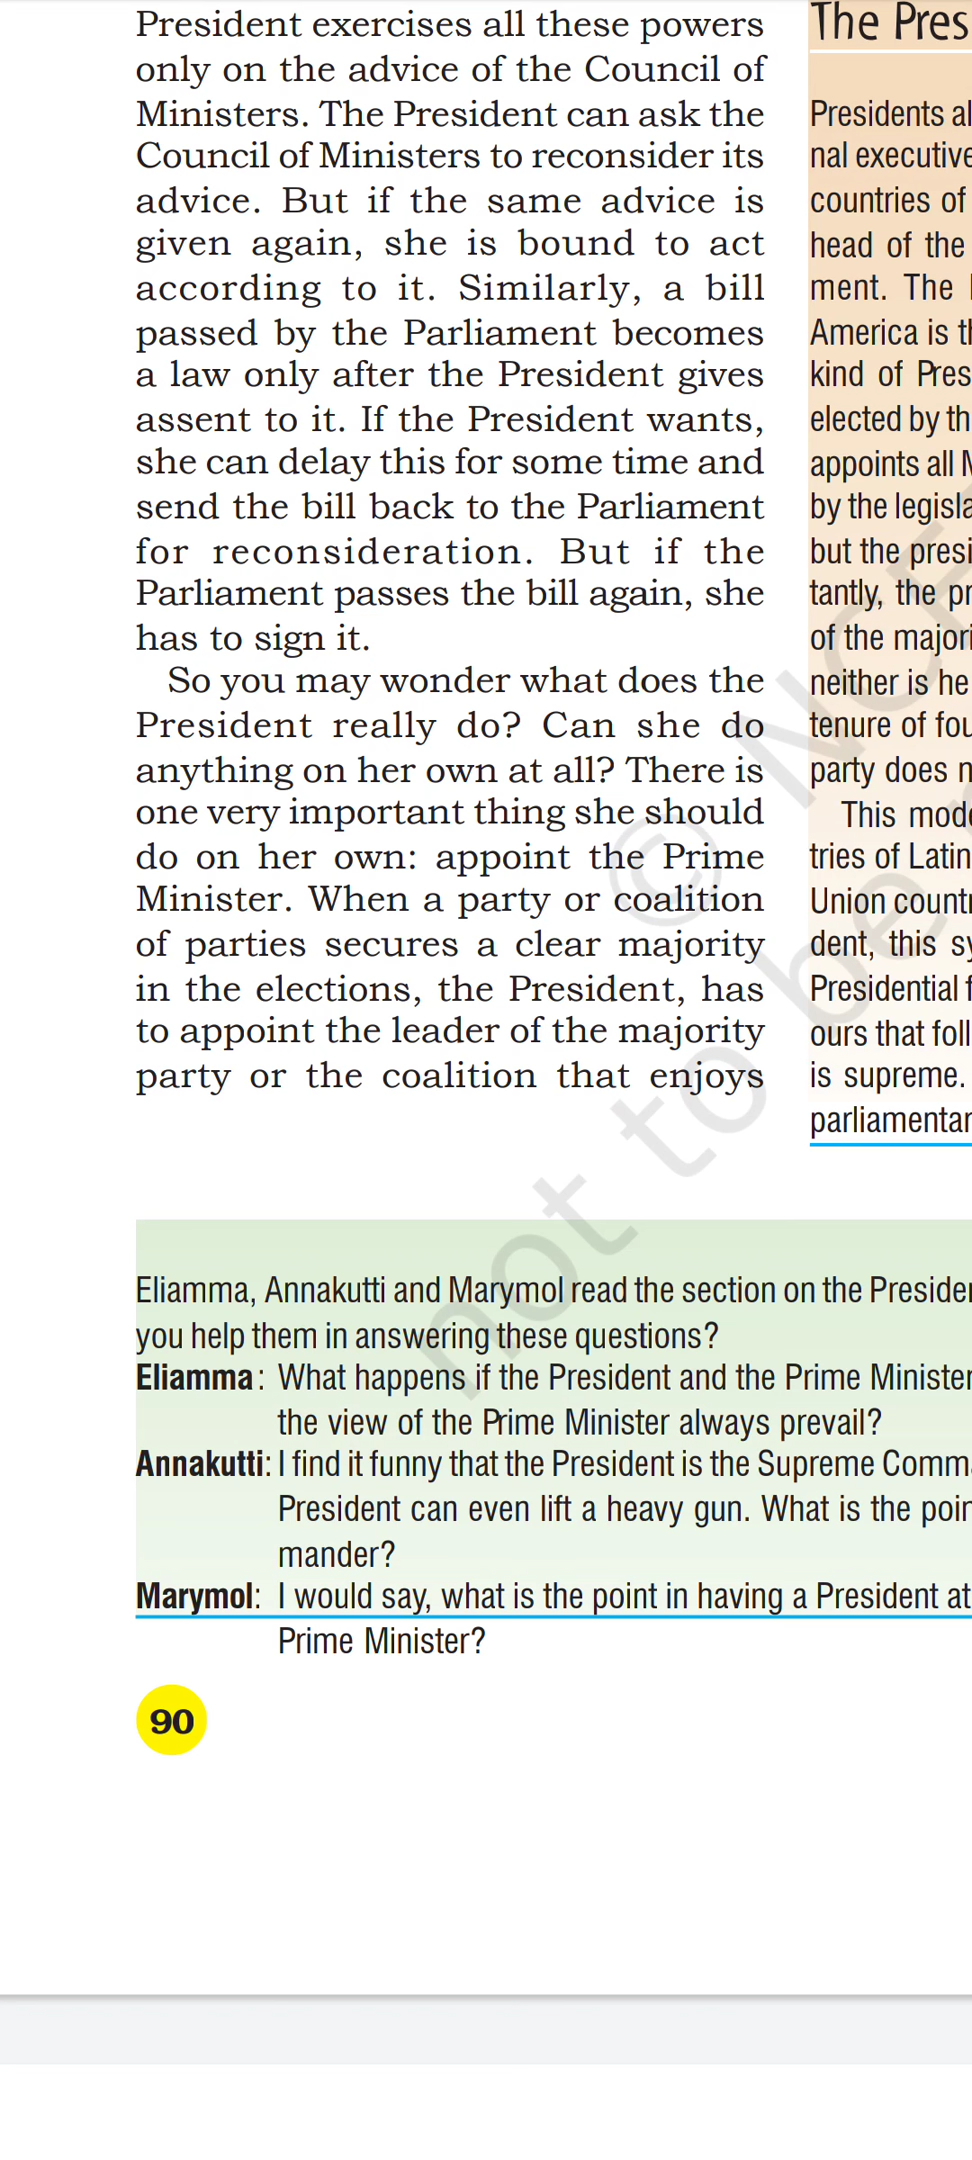 President exercises all these powers
only on the advice of the Council of
Ministers. The President can ask the
Council of Ministers to reconsider its
advice. But if the same advice is
given again, she is bound to act
according to it. Similarly, a bill
passed by the Parliament becomes
a law only after the President gives
assent to it. If the President wants,
she can delay this for some time and
send the bill back to the Parliament
for reconsideration. But if the
Parliament passes the bill again, she
has to sign it.
So you may wonder what does the
President really do? Can she do
anything on her own at all? There is
one very important thing she should
do on her own: appoint the Prime
Minister. When a party or coalition
of parties secures a clear majority
in the elections, the President, has
to appoint the leader of the majority
party or the coalition that enjoys
The Pres
Presidents al
nal executive
countries of
head of the
ment. The
America is th
kind of Pres
elected by th
appoints all M
by the legisla
but the presi
tantly, the pr
of the majori
neither is he
tenure of fou
party does n
This mode
tries of Latin
Union countr
dent, this sy
Presidential f
ours that foll
is supreme.
parliamentar
© NCE
not to be
Eliamma, Annakutti and Marymol read the section on the Presiden
you help them in answering these questions?
Eliamma: What happens if the President and the Prime Minister
the view of the Prime Minister always prevail?
Annakutti: I find it funny that the President is the Supreme Comma
President can even lift a heavy gun. What is the poin
mander?
Marymol: I would say, what is the point in having a President at
Prime Minister?
90